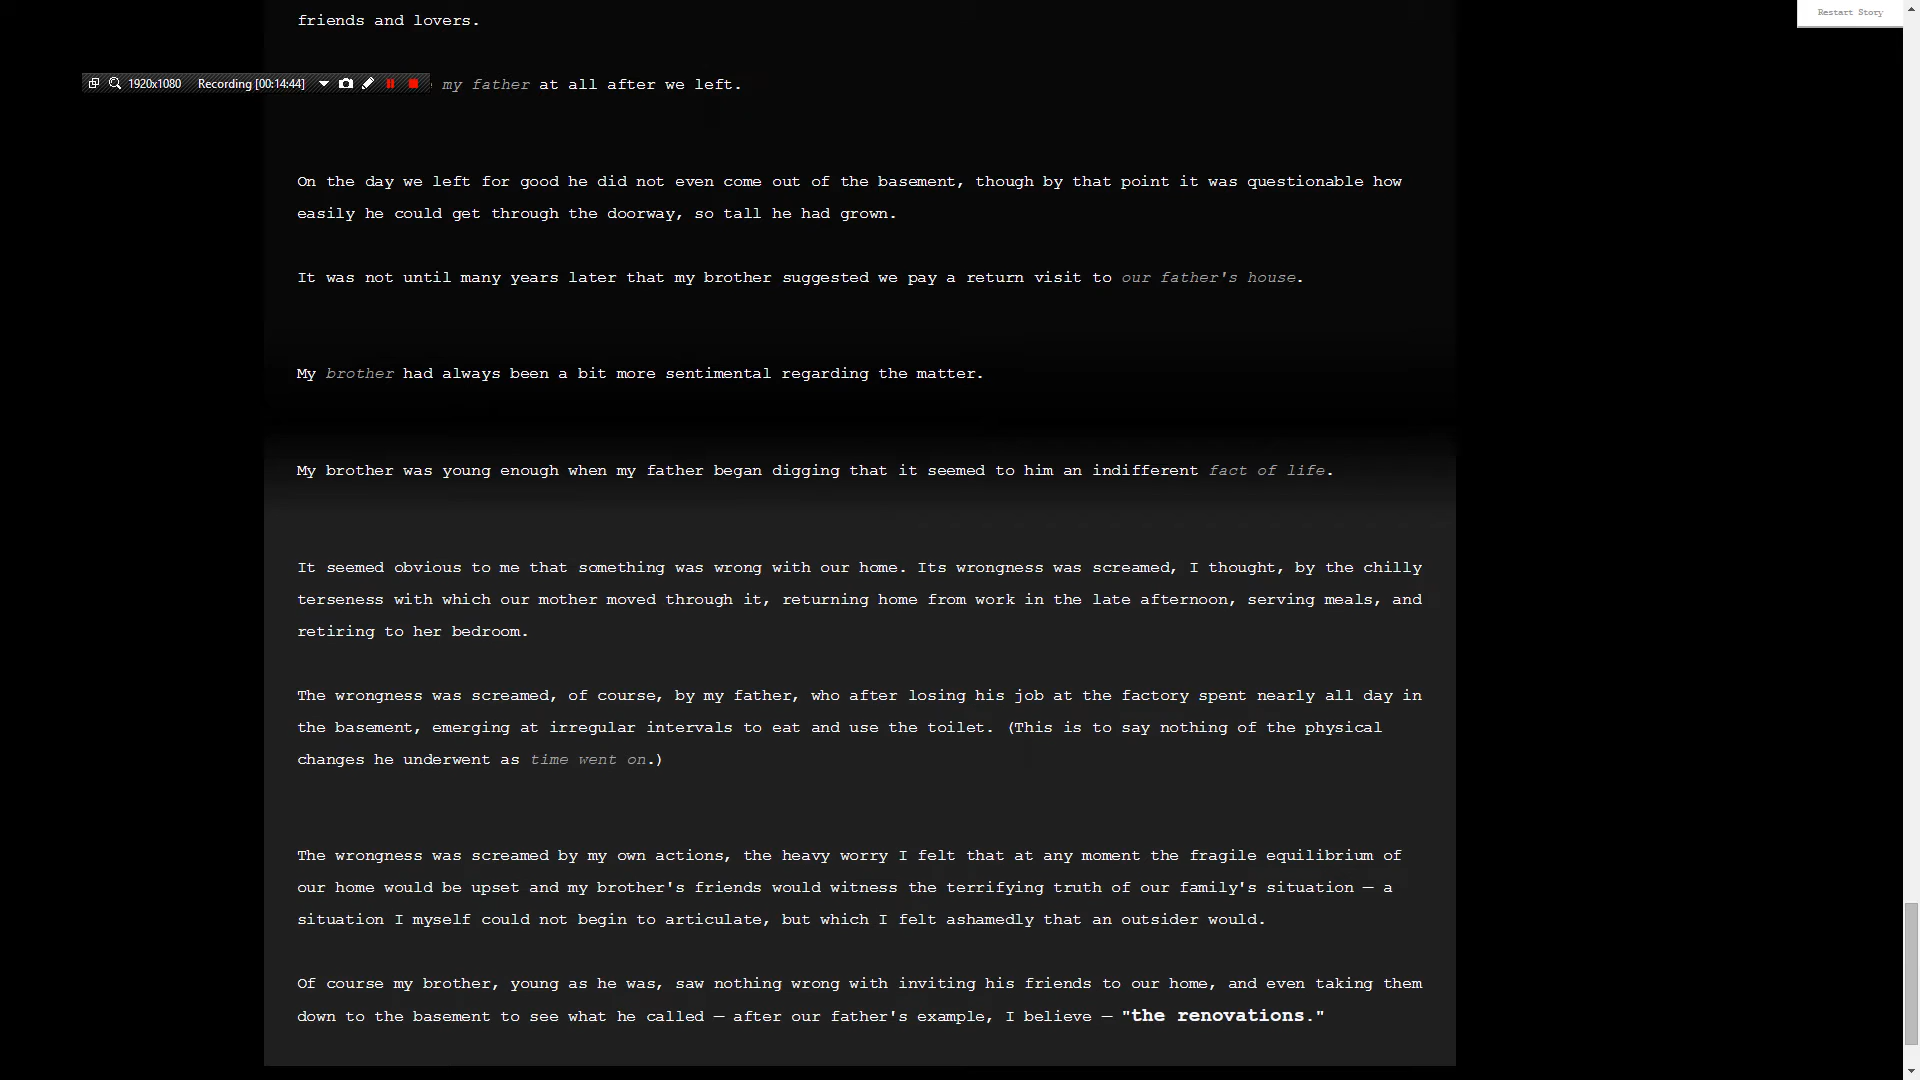 friends and lovers.
Restart Story
1920x1080 Recording [00:14:44]
my father at all after we left.
On the day we left for good he did not even come out of the basement, though by that point it was questionable how
easily he could get through the doorway, so tall he had grown.
It was not until many years later that my brother suggested we pay a return visit to our father's house.
My brother had always been a bit more sentimental regarding the matter.
My brother was young enough when my father began digging that it seemed to him an indifferent fact of life.
It seemed obvious to me that something was wrong with our home. Its wrongness was screamed, I thought, by the chilly
terseness with which our mother moved through it, returning home from work in the late afternoon, serving meals, and
retiring to her bedroom.
The wrongness was screamed, of course, by my father, who after losing his job at the factory spent nearly all day in
the basement, emerging at irregular intervals to eat and use the toilet. (This is to say nothing of the physical
changes he underwent as time went on.)
The wrongness was screamed by my own actions, the heavy worry I felt that at any moment the fragile equilibrium of
our home would be upset and my brother's friends would witness the terrifying truth of our family's situation — a
situation I myself could not begin to articulate, but which I felt ashamedly that an outsider would.
Of course my brother, young as he was, saw nothing wrong with inviting his friends to our home, and even taking them
down to the basement to see what he called — after our father's example, I believe — "the renovations."